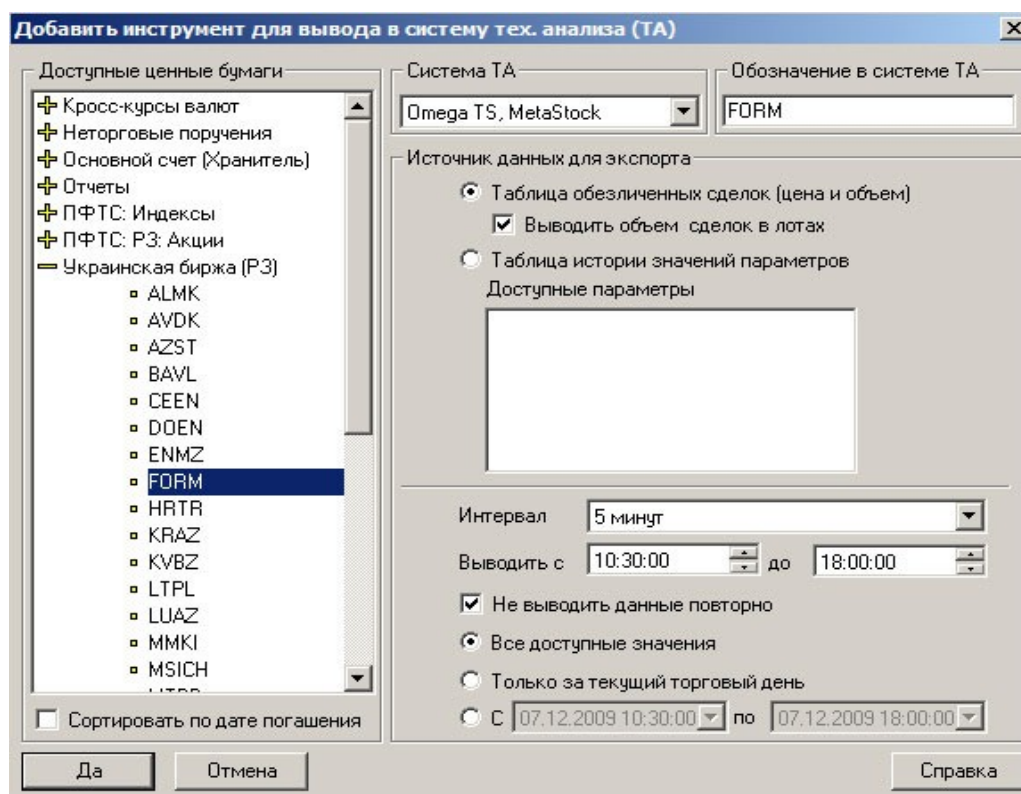 Добавить инструмент для вывода в систему тех. анализа (ТА)
Доступные ценные бумаги
Кросс-курсы валют
Неторговые поручения
Основной счет (Хранитель)
Отчеты
ПФТС: Индексы
ПФТС: РЗ: Акции
Украинская биржа (РЗ)
ALMK
AVDK
AZST
BAVL
CEEN
DOEN
ENMZ
FORM
HRTR
KRAZ
KVBZ
LTPL
LUAZ
MMKI
MSICH
Сортировать по дате погашения
Система ТА
Omega TS, MetaStock
Обозначение в системе ТА
FORM
Источник данных для экспорта
Таблица обезличенных сделок (цена и объем)
Выводить объем сделок в лотах
Таблица истории значений параметров
Доступные параметры
Интервал 5 минут
Выводить с 10:30:00 до 18:00:00
Не выводить данные повторно
Все доступные значения
Только за текущий торговый день
С 07.12.2009 10:30:00 по 07.12.2009 18:00:00
Да Отмена Справка